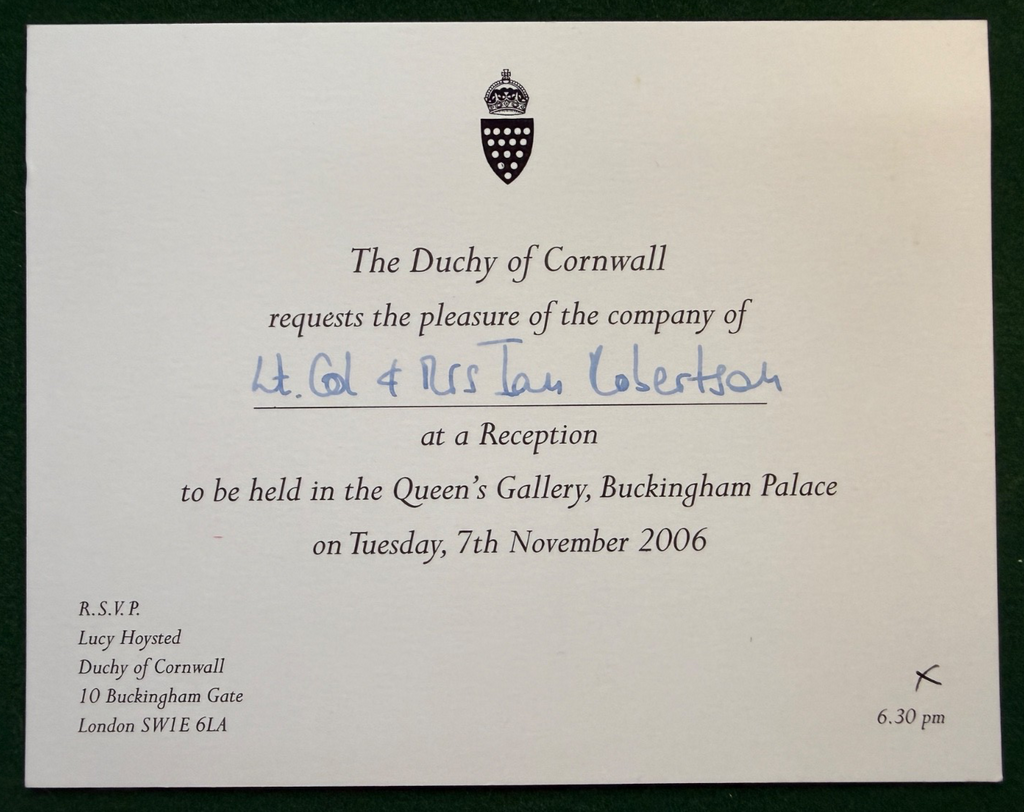 The Duchy of Cornwall
requests the pleasure of the company of
Lt. Col & Mrs Ian Robertson
at a Reception
to be held in the Queen's Gallery, Buckingham Palace
on Tuesday, 7th November 2006
R.S.V.P.
Lucy Hoysted
Duchy of Cornwall
10 Buckingham Gate
London SW1E 6LA
6.30 pm